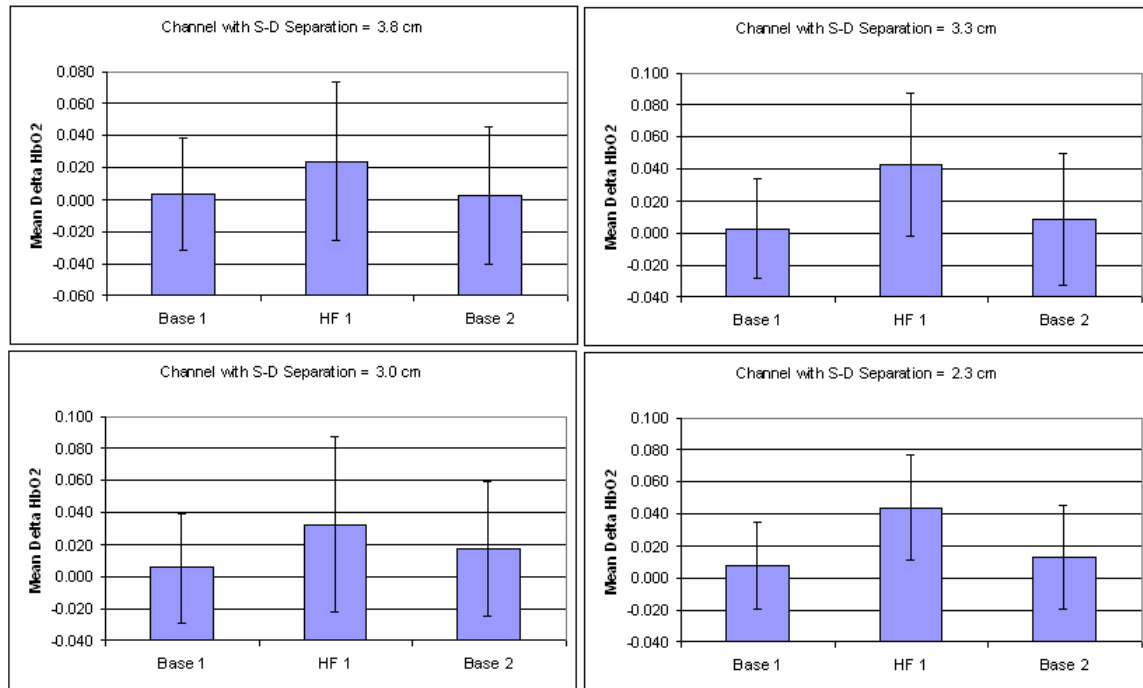 Channel with S-D Separation = 3.8 cm
Mean Delta HbO2
0.080
0.060
0.040
0.020
0.000
-0.020
-0.040
-0.060
Base 1 HF 1 Base 2
Channel with S-D Separation = 3.3 cm
Mean Delta HbO2
0.100
0.080
0.060
0.040
0.020
0.000
-0.020
-0.040
Base 1 HF 1 Base 2
Channel with S-D Separation = 3.0 cm
Mean Delta HbO2
0.100
0.080
0.060
0.040
0.020
0.000
-0.020
-0.040
Base 1 HF 1 Base 2
Channel with S-D Separation = 2.3 cm
Mean Delta HbO2
0.100
0.080
0.060
0.040
0.020
0.000
-0.020
-0.040
Base 1 HF 1 Base 2